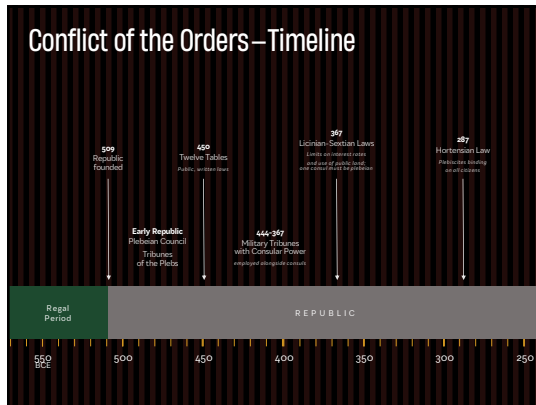 Conflict of the Orders – Timeline
509
Republic
founded
450
Twelve Tables
Public, written laws
367
Licinian-Sextian Laws
Limits on interest rates
and use of public land;
one consul must be plebeian
287
Hortensian Law
Plebiscites binding
on all citizens
Early Republic
Plebeian Council
Tribunes
of the Plebs
444-367
Military Tribunes
with Consular Power
employed alongside consuls
Regal
Period
REPUBLIC
550 500 450 400 350 300 250
BCE